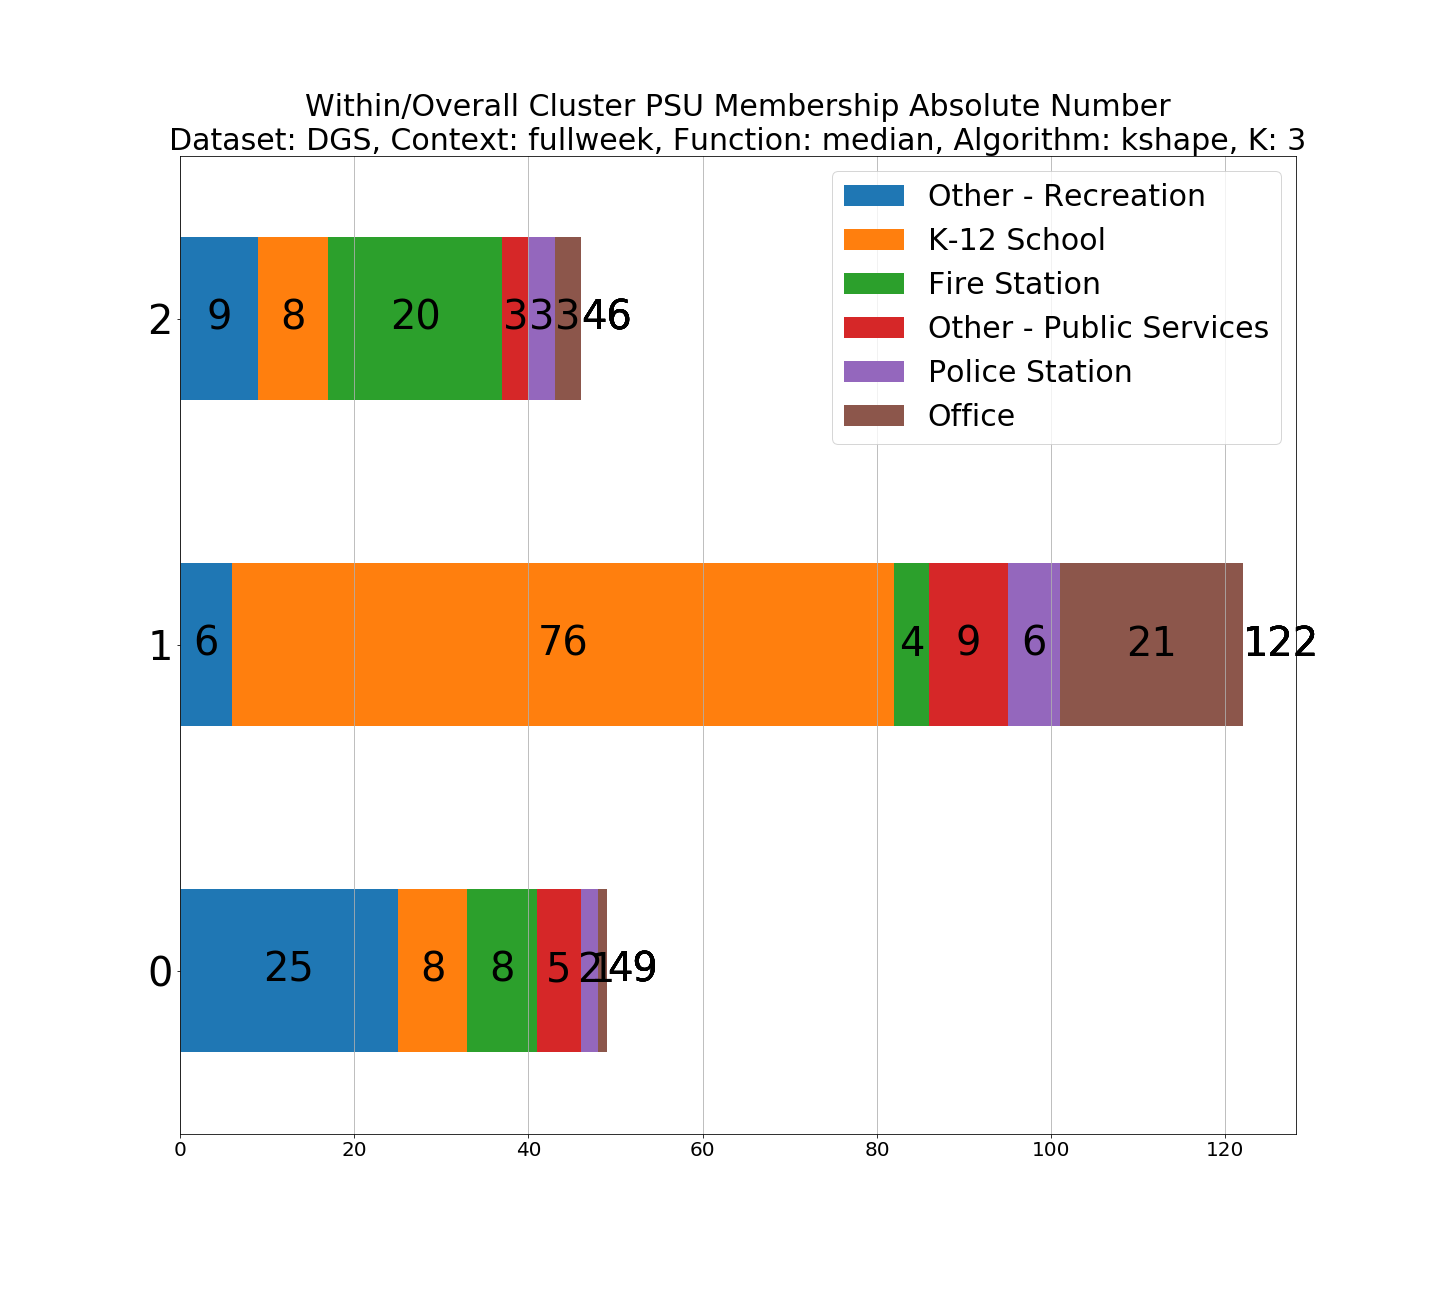 Within/Overall Cluster PSU Membership Absolute Number
Dataset: DGS, Context: fullweek, Function: median, Algorithm: kshape, K: 3
Other - Recreation
K-12 School
Fire Station
Other - Public Services
Police Station
Office
2 9 8 20 3 3 3 46
1 6 76 4 9 6 21 122
0 25 8 8 5 2 1 49
0 20 40 60 80 100 120